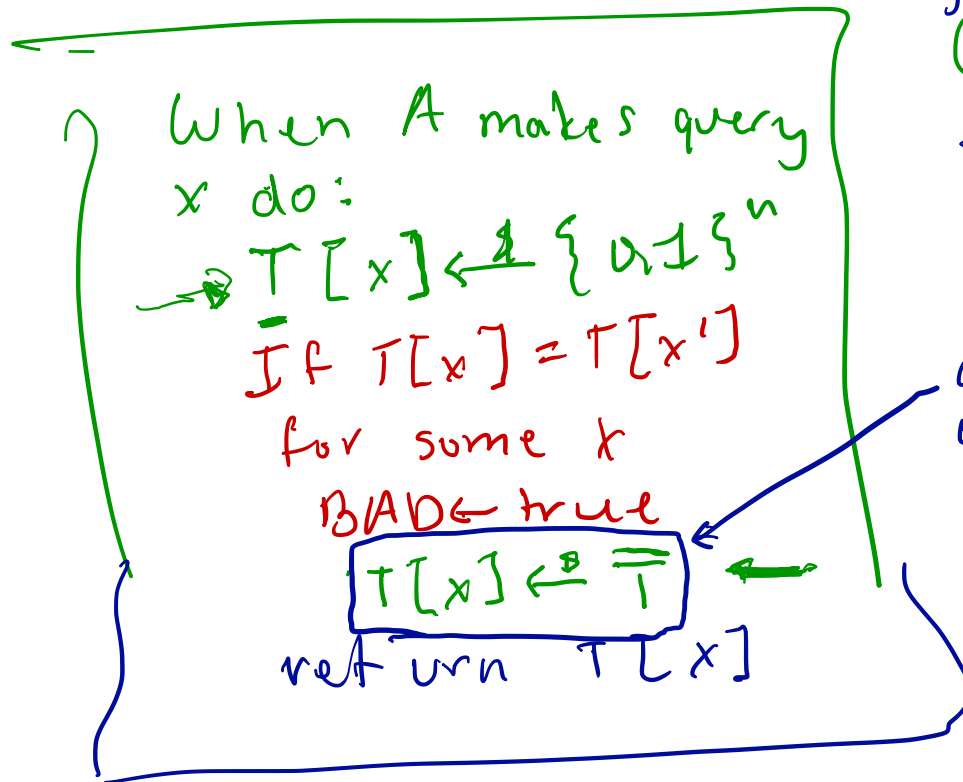 When A makes query
x do:
T[x] ←$ {0,1}ⁿ
If T[x] = T[x']
for some x
BAD ← true
T[x] ←$ T̅
return T[x]